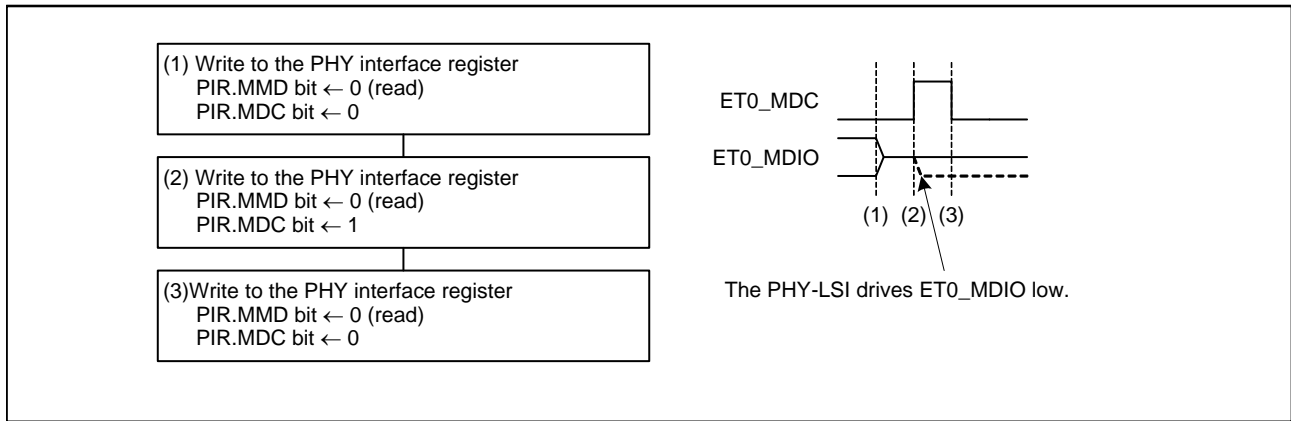 (1) Write to the PHY interface register
PIR.MMD bit ← 0 (read)
PIR.MDC bit ← 0
(2) Write to the PHY interface register
PIR.MMD bit ← 0 (read)
PIR.MDC bit ← 1
(3)Write to the PHY interface register
PIR.MMD bit ← 0 (read)
PIR.MDC bit ← 0
ET0_MDC
ET0_MDIO
(1) (2) (3)
The PHY-LSI drives ET0_MDIO low.